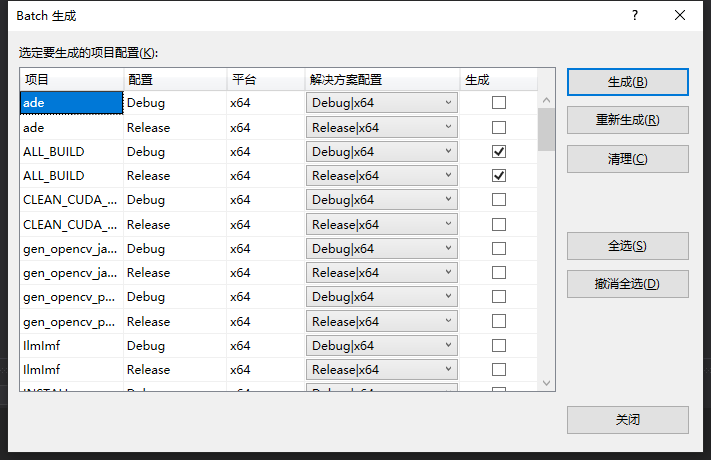 Batch 生成
选定要生成的项目配置(K):
项目 配置 平台 解决方案配置 生成
ade Debug x64 Debug|x64
ade Release x64 Release|x64
ALL_BUILD Debug x64 Debug|x64
ALL_BUILD Release x64 Release|x64
CLEAN_CUDA_... Debug x64 Debug|x64
CLEAN_CUDA_... Release x64 Release|x64
gen_opencv_ja... Debug x64 Debug|x64
gen_opencv_ja... Release x64 Release|x64
gen_opencv_p... Debug x64 Debug|x64
gen_opencv_p... Release x64 Release|x64
IlmImf Debug x64 Debug|x64
IlmImf Release x64 Release|x64
生成(B)
重新生成(R)
清理(C)
全选(S)
撤消全选(D)
关闭